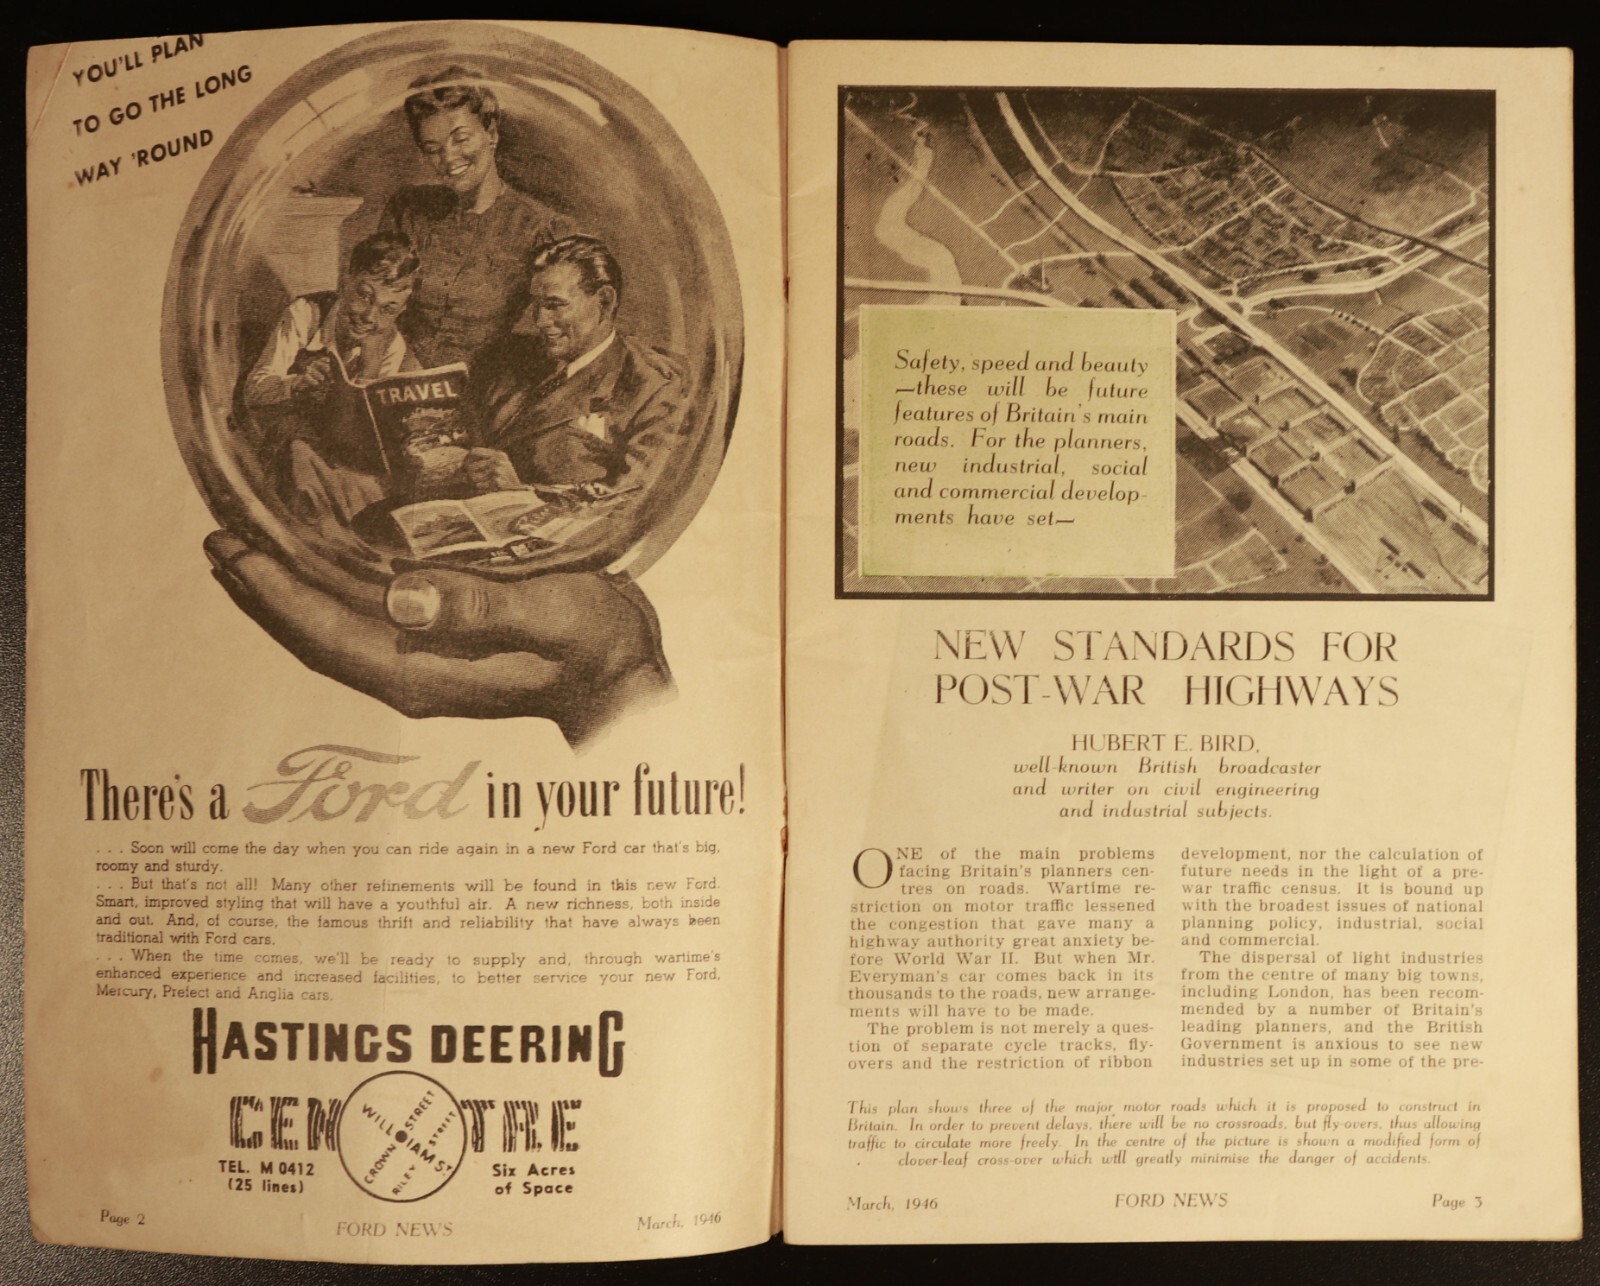 YOU'LL PLAN
TO GO THE LONG
WAY 'ROUND
TRAVEL
There's a Ford in your future!
. . . Soon will come the day when you can ride again in a new Ford car that's big,
roomy and sturdy.
. . . But that's not all! Many other refinements will be found in this new Ford.
Smart, improved styling that will have a youthful air. A new richness, both inside
and out. And, of course, the famous thrift and reliability that have always been
traditional with Ford cars.
. . . When the time comes, we'll be ready to supply and, through wartime's
enhanced experience and increased facilities, to better service your new Ford,
Mercury, Prefect and Anglia cars.
HASTINGS DEERING
CENTRE
WILLIAM ST.
CROWN STREET
RILEY STREET
TEL. M 0412
(25 lines)
Six Acres
of Space
Page 2
FORD NEWS
March, 1946
Safety, speed and beauty
—these will be future
features of Britain's main
roads. For the planners,
new industrial, social
and commercial develop-
ments have set—
NEW STANDARDS FOR
POST-WAR HIGHWAYS
HUBERT E. BIRD,
well-known British broadcaster
and writer on civil engineering
and industrial subjects.
ONE of the main problems
facing Britain's planners cen-
tres on roads. Wartime re-
striction on motor traffic lessened
the congestion that gave many a
highway authority great anxiety be-
fore World War II. But when Mr.
Everyman's car comes back in its
thousands to the roads, new arrange-
ments will have to be made.
The problem is not merely a ques-
tion of separate cycle tracks, fly-
overs and the restriction of ribbon
development, nor the calculation of
future needs in the light of a pre-
war traffic census. It is bound up
with the broadest issues of national
planning policy, industrial, social
and commercial.
The dispersal of light industries
from the centre of many big towns,
including London, has been recom-
mended by a number of Britain's
leading planners, and the British
Government is anxious to see new
industries set up in some of the pre-
This plan shows three of the major motor roads which it is proposed to construct in
Britain. In order to prevent delays, there will be no crossroads, but fly-overs, thus allowing
traffic to circulate more freely. In the centre of the picture is shown a modified form of
clover-leaf cross-over which will greatly minimise the danger of accidents.
March, 1946
FORD NEWS
Page 3